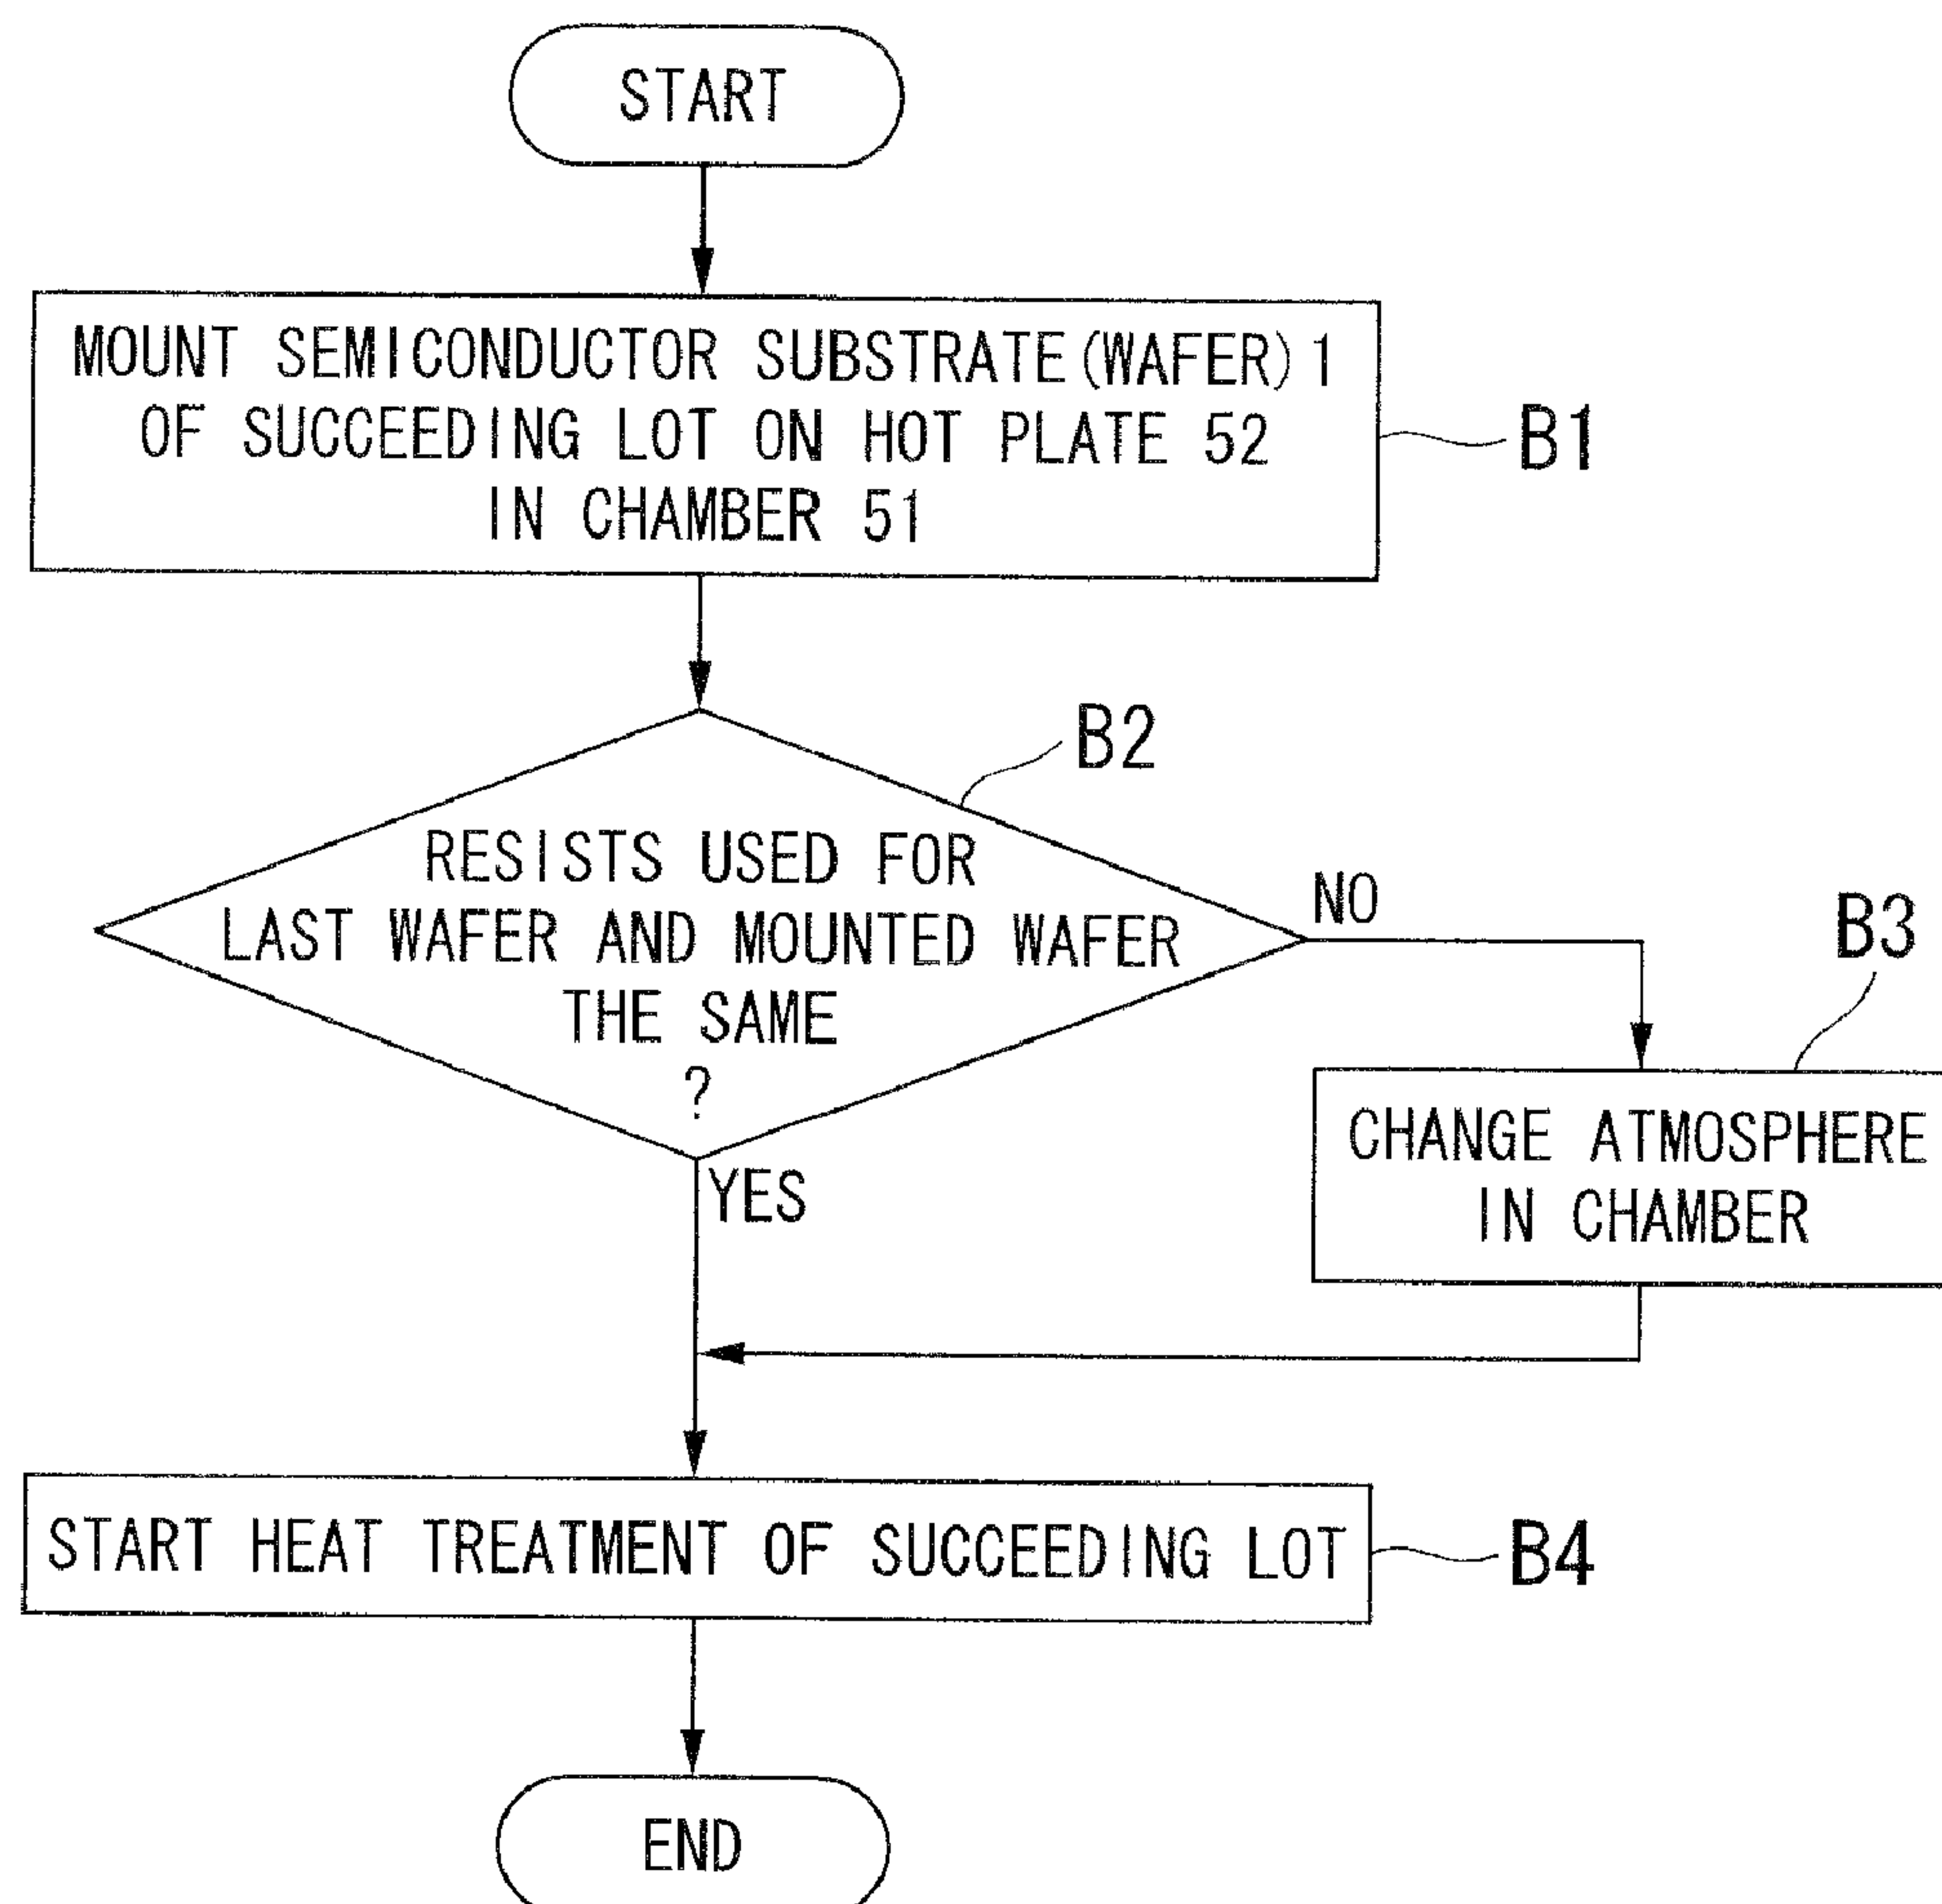 START
MOUNT SEMICONDUCTOR SUBSTRATE(WAFER)1
OF SUCCEEDING LOT ON HOT PLATE 52
IN CHAMBER 51
B1
B2
RESISTS USED FOR
LAST WAFER AND MOUNTED WAFER
THE SAME
?
NO
B3
CHANGE ATMOSPHERE
IN CHAMBER
YES
START HEAT TREATMENT OF SUCCEEDING LOT
B4
END